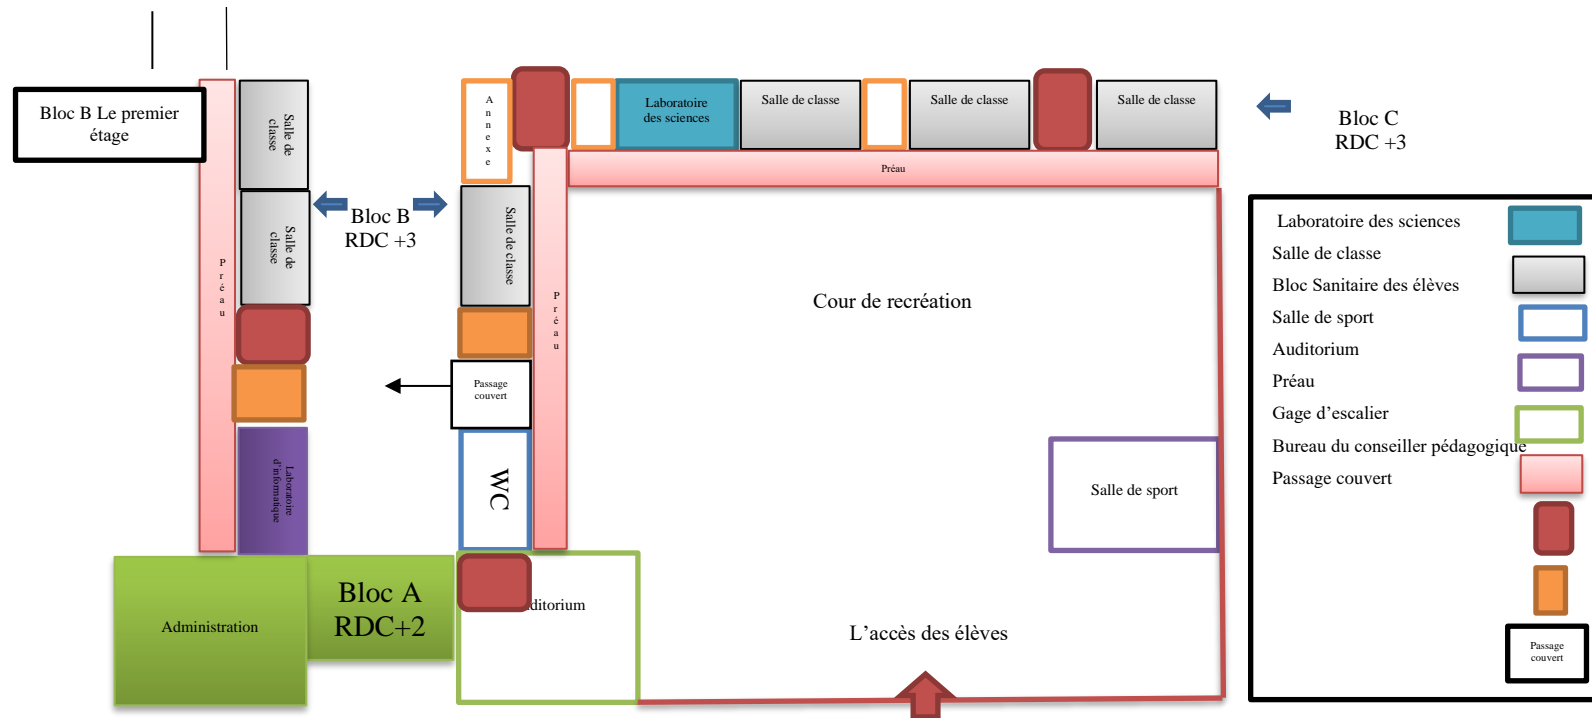 Bloc B Le premier
étage
Préau
Salle de
classe
Salle de
classe
Laboratoire
d'informatique
Bloc B
RDC +3
Annexe
Salle de classe
Passage
couvert
WC
Préau
Laboratoire
des sciences
Salle de classe
Salle de classe
Salle de classe
Préau
Bloc C
RDC +3
Cour de recréation
Salle de sport
L'accès des élèves
Administration
Bloc A
RDC+2
ditorium
Laboratoire des sciences
Salle de classe
Bloc Sanitaire des élèves
Salle de sport
Auditorium
Préau
Gage d'escalier
Bureau du conseiller pédagogique
Passage couvert
Passage
couvert